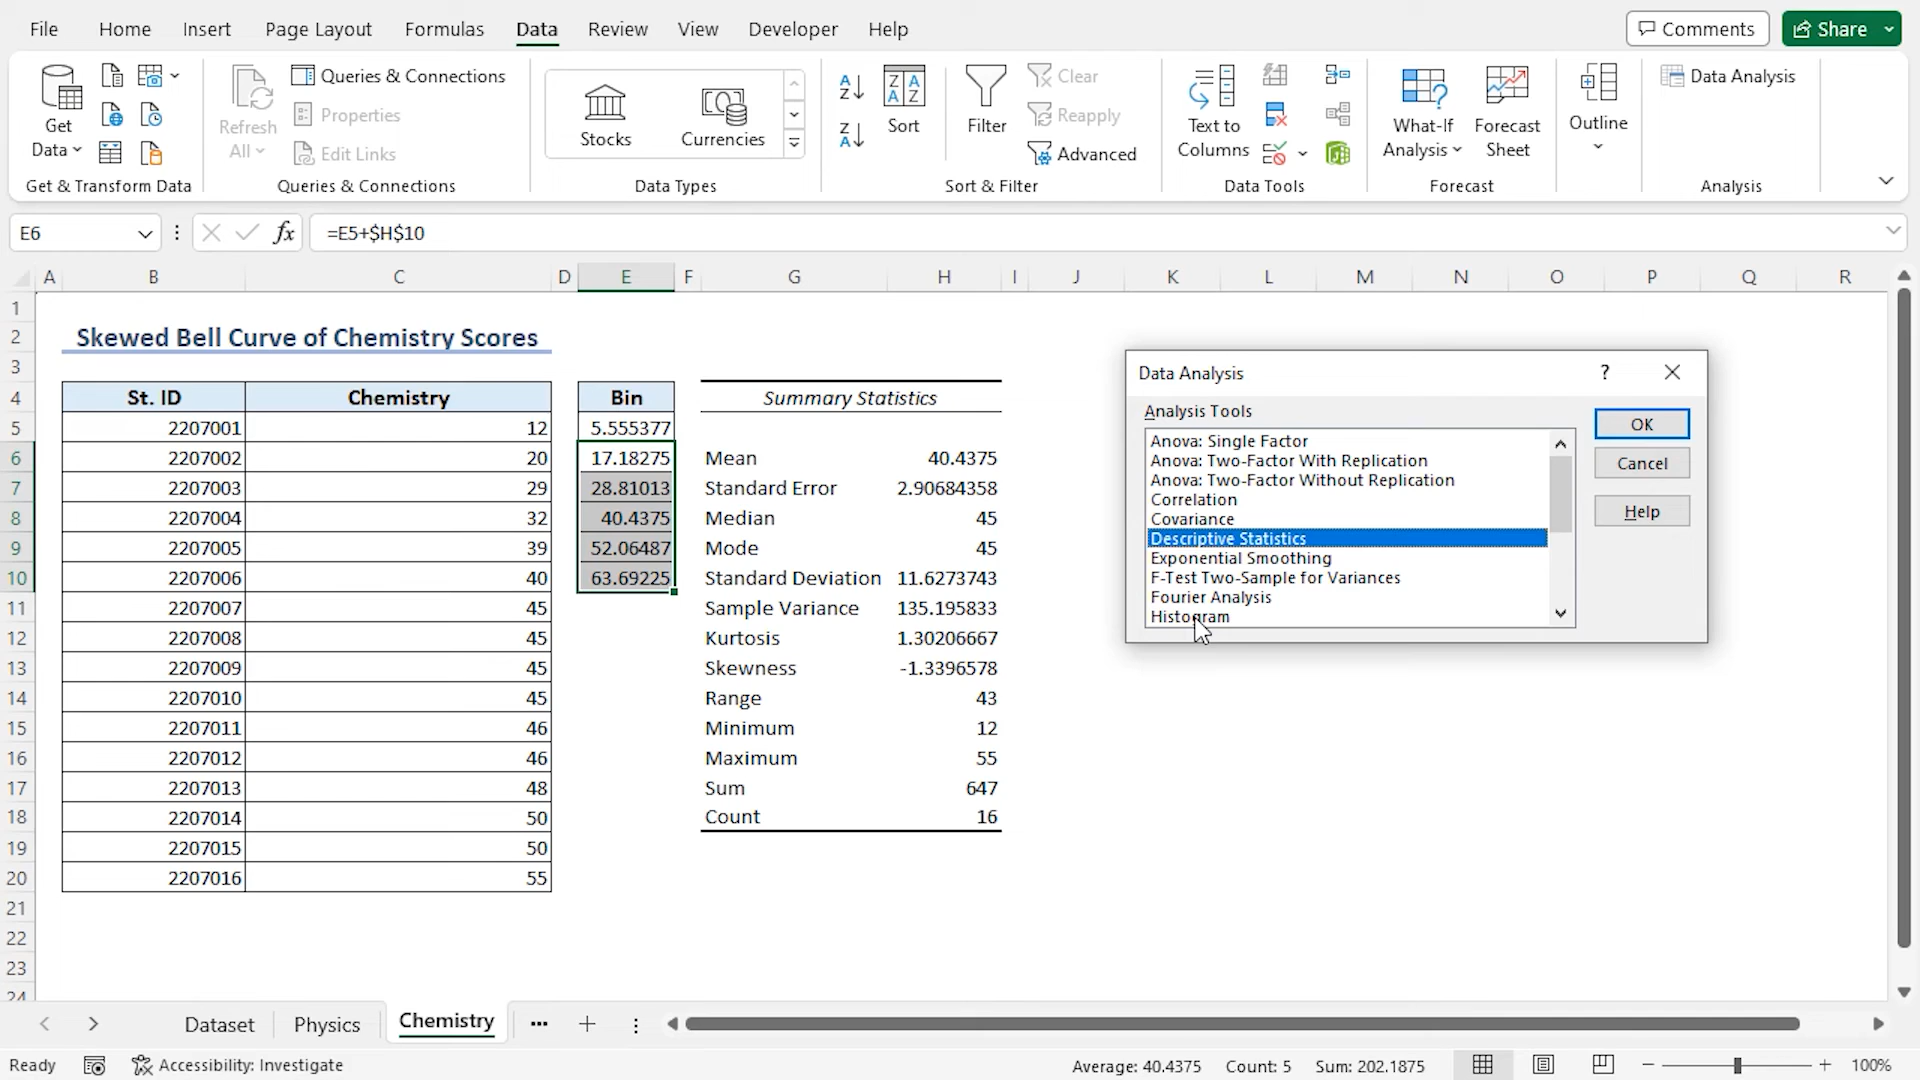 File Home Insert Page Layout Formulas Data Review View Developer Help Comments Share
Get Data
Refresh All
Queries & Connections
Properties
Edit Links
Stocks
Currencies
Sort
Filter
Clear
Reapply
Advanced
Text to Columns
What-If Analysis
Forecast Sheet
Outline
Data Analysis
Get & Transform Data Queries & Connections Data Types Sort & Filter Data Tools Forecast Analysis
E6 fx =E5+$H$10
A B C D E F G H I J K L M N O P Q R
1
2 Skewed Bell Curve of Chemistry Scores
3
4 St. ID Chemistry Bin Summary Statistics
5 2207001 12 5.555377
6 2207002 20 17.18275 Mean 40.4375
7 2207003 29 28.81013 Standard Error 2.90684358
8 2207004 32 40.4375 Median 45
9 2207005 39 52.06487 Mode 45
10 2207006 40 63.69225 Standard Deviation 11.6273743
11 2207007 45 Sample Variance 135.195833
12 2207008 45 Kurtosis 1.30206667
13 2207009 45 Skewness -1.3396578
14 2207010 45 Range 43
15 2207011 46 Minimum 12
16 2207012 46 Maximum 55
17 2207013 48 Sum 647
18 2207014 50 Count 16
19 2207015 50
20 2207016 55
21
22
23
24
Data Analysis ?
Analysis Tools
Anova: Single Factor
Anova: Two-Factor With Replication
Anova: Two-Factor Without Replication
Correlation
Covariance
Descriptive Statistics
Exponential Smoothing
F-Test Two-Sample for Variances
Fourier Analysis
Histogram
OK
Cancel
Help
Dataset Physics Chemistry
Ready Accessibility: Investigate Average: 40.4375 Count: 5 Sum: 202.1875 100%